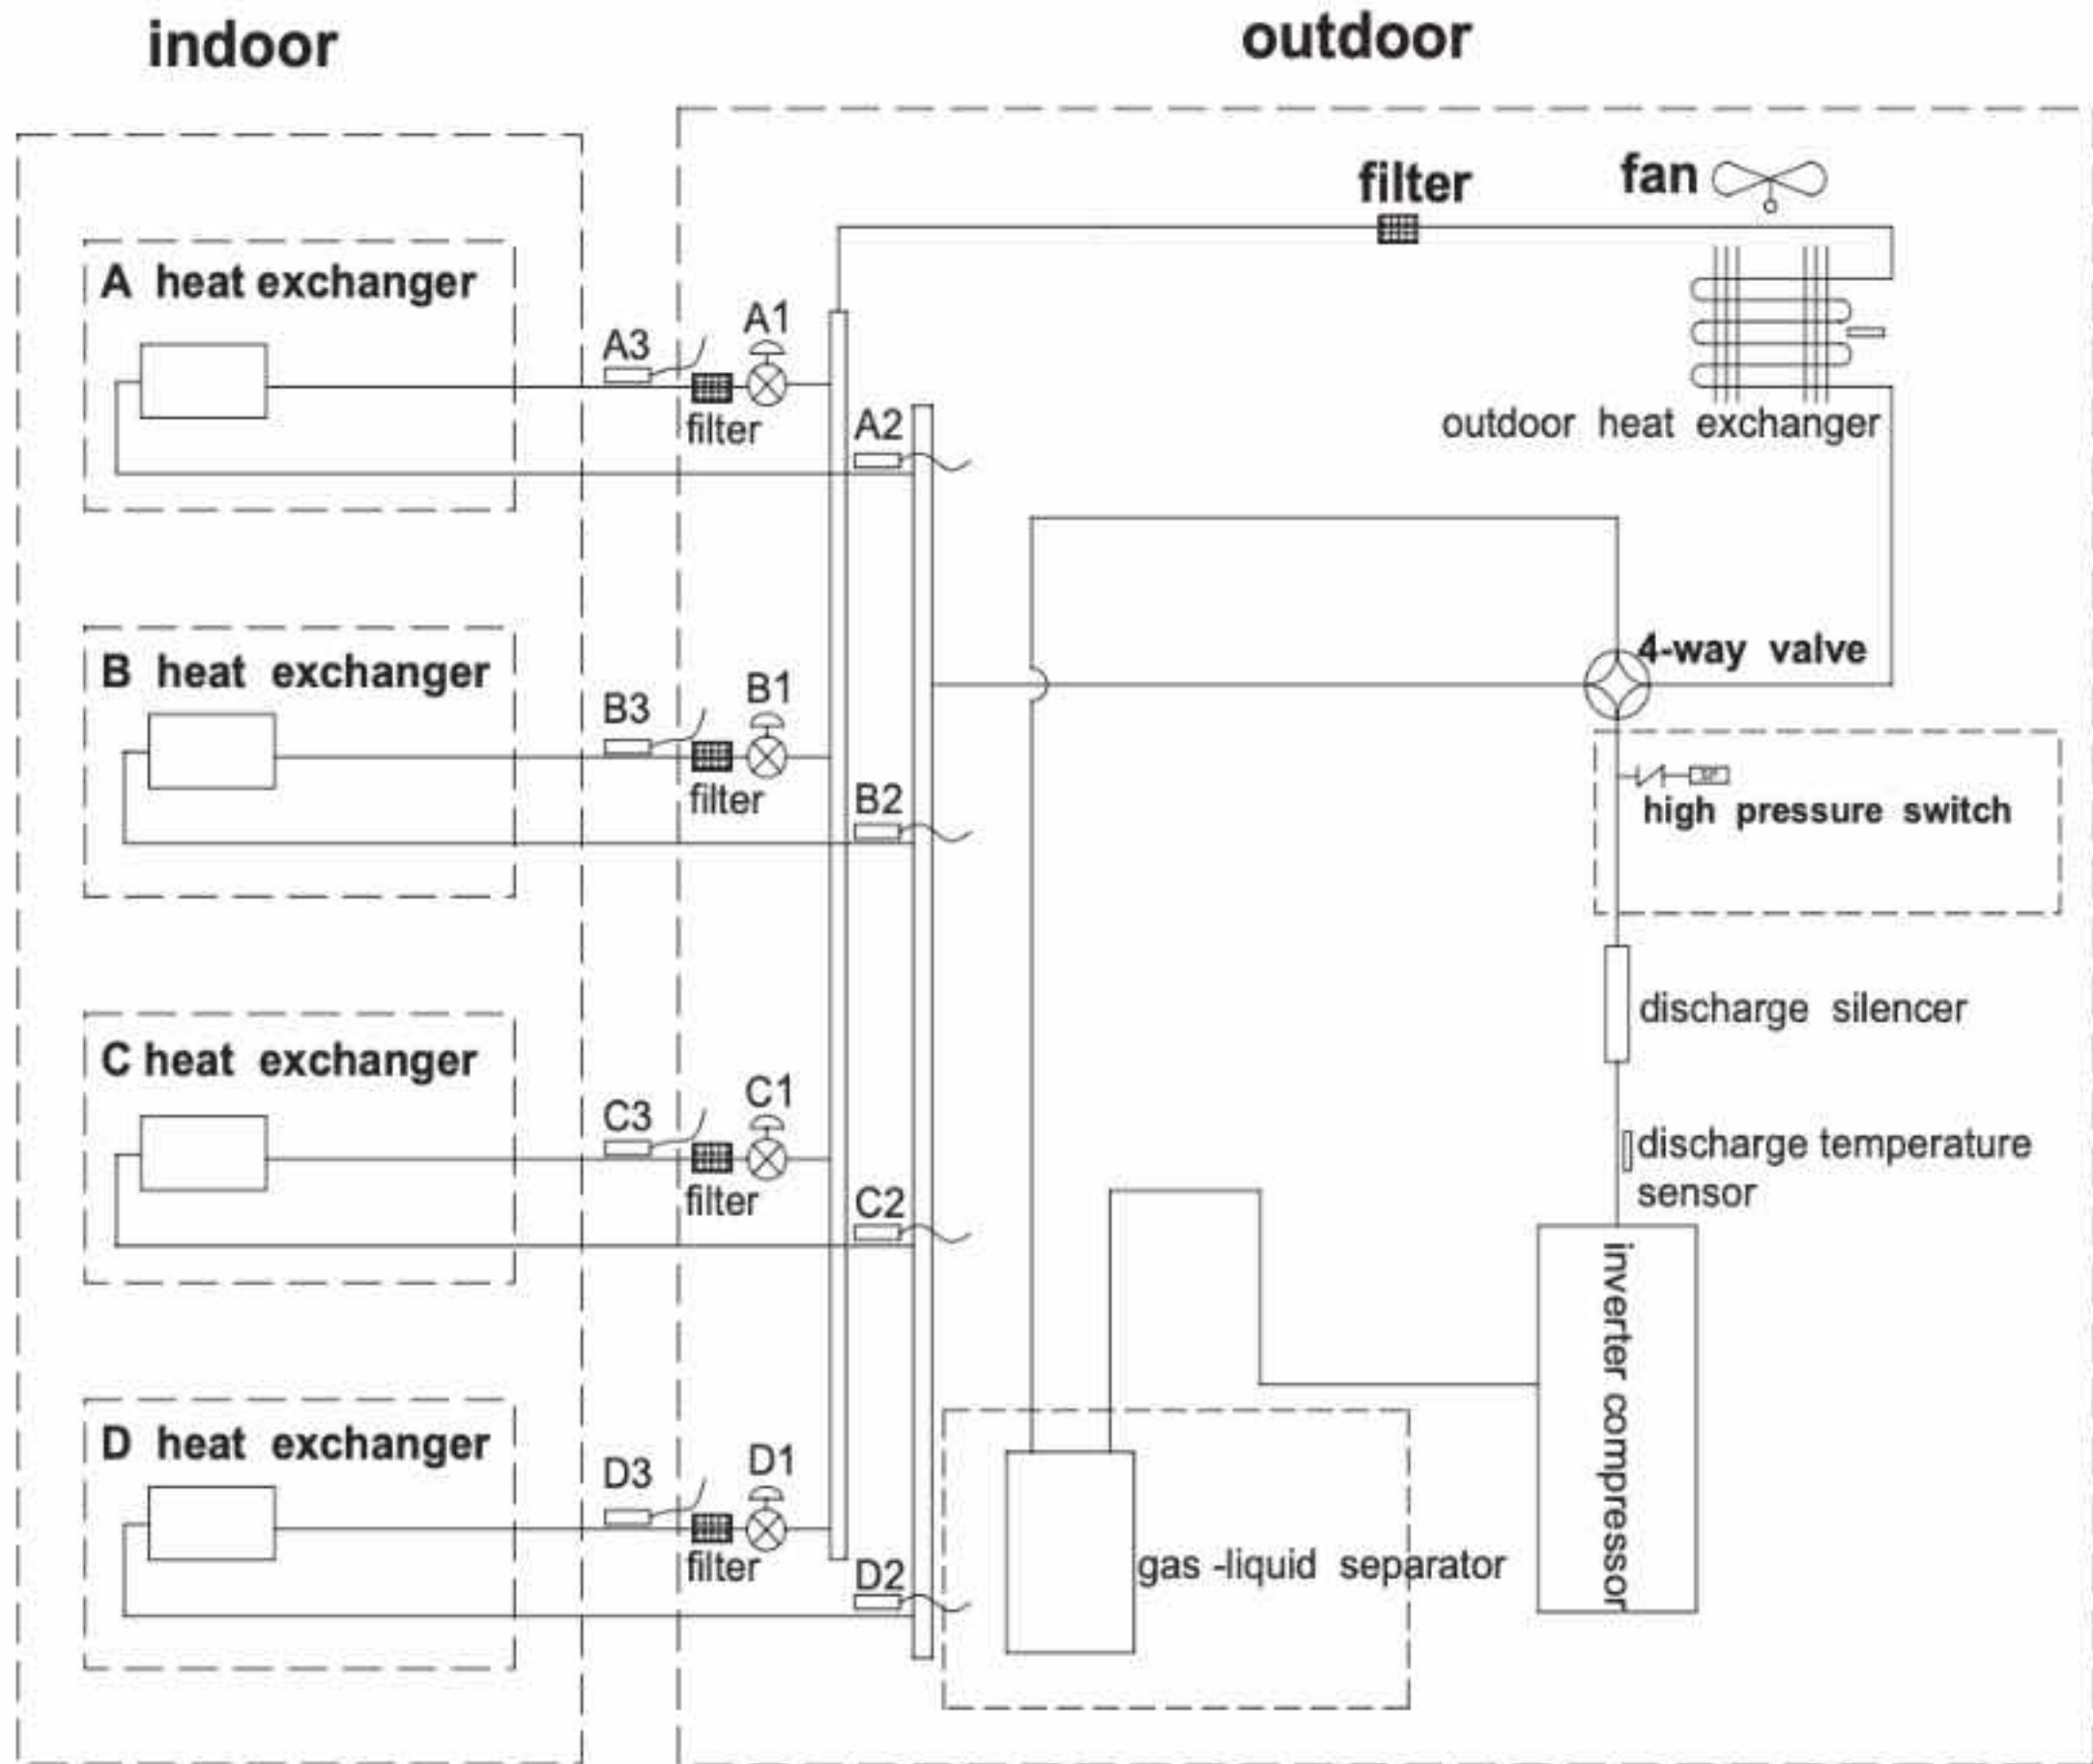 indoor
outdoor
filter
fan
A heat exchanger
A3
A1
filter
A2
outdoor heat exchanger
B heat exchanger
B3
B1
filter
B2
4-way valve
high pressure switch
C heat exchanger
C3
C1
filter
C2
discharge silencer
discharge temperature
sensor
inverter compressor
D heat exchanger
D3
D1
filter
D2
gas -liquid separator